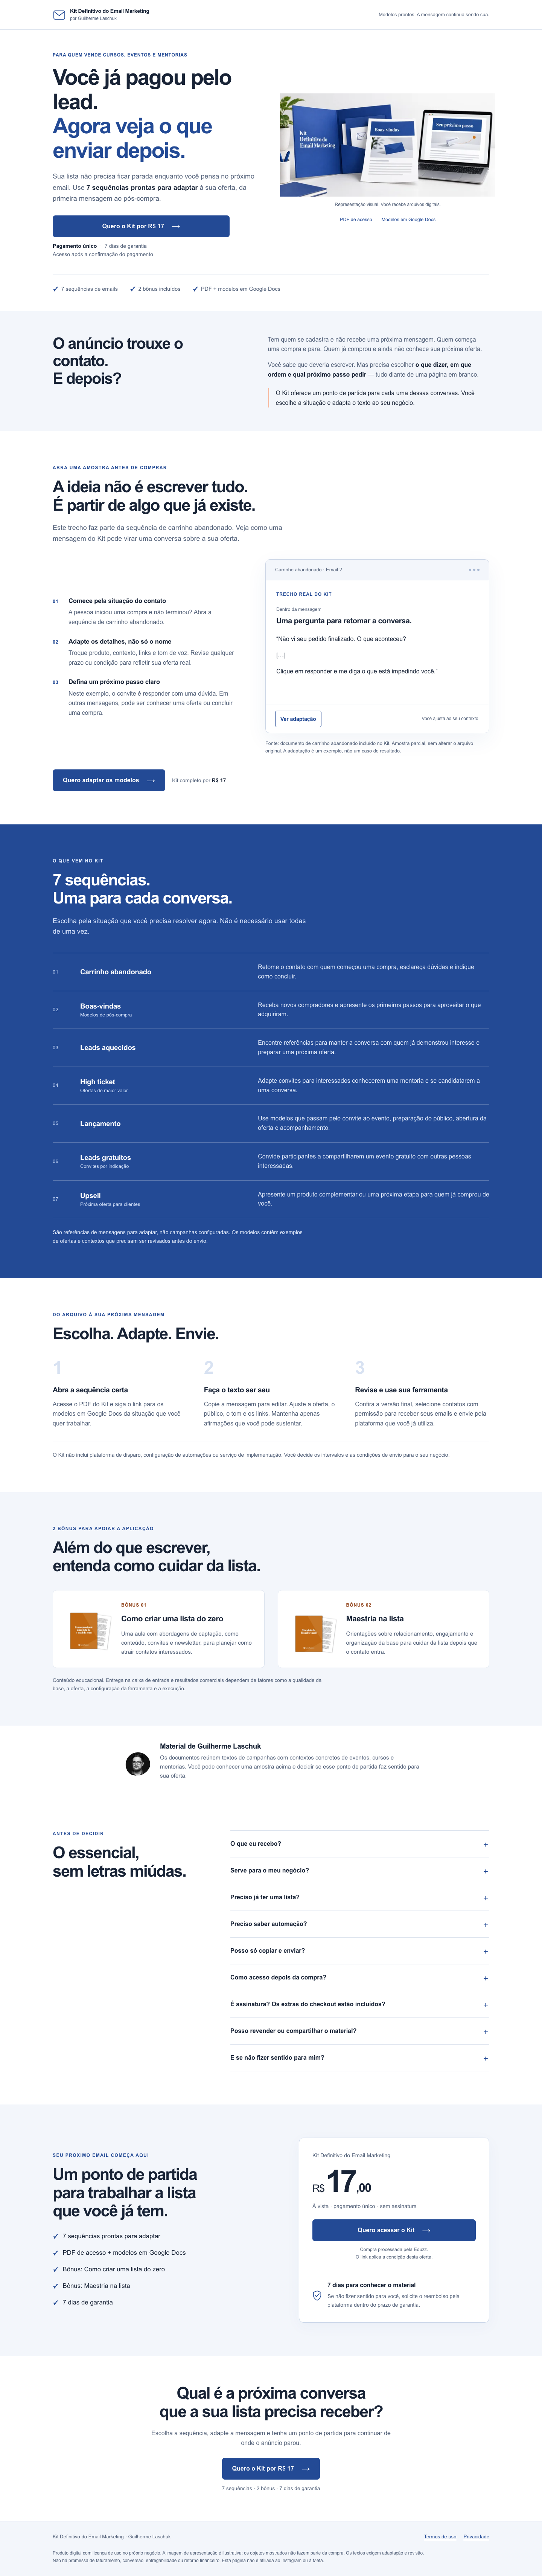 Kit Definitivo do Email Marketing
por Guilherme Laschuk
Modelos prontos. A mensagem continua sendo sua.
PARA QUEM VENDE CURSOS, EVENTOS E MENTORIAS
Você já pagou pelo
lead.
Agora veja o que
enviar depois.
Sua lista não precisa ficar parada enquanto você pensa no próximo
email. Use 7 sequências prontas para adaptar à sua oferta, da
primeira mensagem ao pós-compra.
Quero o Kit por R$ 17 →
Pagamento único · 7 dias de garantia
Acesso após a confirmação do pagamento
Kit
Definitivo do
Email Marketing
Boas-vindas
Seu próximo passo
Representação visual. Você recebe arquivos digitais.
PDF de acesso
Modelos em Google Docs
✓ 7 sequências de emails
✓ 2 bônus incluídos
✓ PDF + modelos em Google Docs
O anúncio trouxe o
contato.
E depois?
Tem quem se cadastra e recebe uma primeira mensagem. Quem começa
uma compra e para. Quem já comprou e ainda não conhece sua próxima oferta.
Você sabe que deveria escrever. Mas precisa escolher o que dizer, em que
ordem e qual próximo passo pedir — tudo diante de uma página em branco.
O Kit oferece um ponto de partida para cada uma dessas conversas. Você
escolhe a situação e adapta o texto ao seu negócio.
ABRA UMA AMOSTRA ANTES DE COMPRAR
A ideia não é escrever tudo.
É partir de algo que já existe.
Este trecho faz parte da sequência de carrinho abandonado. Veja como uma
mensagem do Kit pode virar uma conversa sobre a sua oferta.
01 Comece pela situação do contato
A pessoa iniciou uma compra e não terminou? Abra a
sequência de carrinho abandonado.
02 Adapte os detalhes, não só o nome
Troque produto, contexto, links e tom de voz. Revise qualquer
prazo ou condição para refletir sua oferta real.
03 Defina um próximo passo claro
Neste exemplo, o convite é responder com uma dúvida. Em
outras mensagens, pode ser conhecer uma oferta ou concluir
uma compra.
Carrinho abandonado · Email 2
TRECHO REAL DO KIT
Dentro da mensagem
Uma pergunta para retomar a conversa.
"Não vi seu pedido finalizado. O que aconteceu?
[…]
Clique em responder e me diga o que está impedindo você."
Ver adaptação
Você ajusta ao seu contexto.
Fonte: documento de carrinho abandonado incluído no Kit. Amostra parcial, sem alterar o arquivo
original. A adaptação é um exemplo, não um caso de resultado.
Quero adaptar os modelos →
Kit completo por R$ 17
O QUE VEM NO KIT
7 sequências.
Uma para cada conversa.
Escolha pela situação que você precisa resolver agora. Não é necessário usar todas
de uma vez.
01 Carrinho abandonado
Retome o contato com quem começou uma compra, esclareça dúvidas e indique
como concluir.
02 Boas-vindas
Modelos de pós-compra
Receba novos compradores e apresente os primeiros passos para aproveitar o que
adquiriram.
03 Leads aquecidos
Encontre referências para manter a conversa com quem já demonstrou interesse e
preparar uma próxima oferta.
04 High ticket
Ofertas de maior valor
Adapte convites para interessados conhecerem uma mentoria e se candidatarem a
uma conversa.
05 Lançamento
Use modelos que passam pelo convite ao evento, preparação do público, abertura da
oferta e acompanhamento.
06 Leads gratuitos
Convites por indicação
Convide participantes a compartilharem um evento gratuito com outras pessoas
interessadas.
07 Upsell
Próxima oferta para clientes
Apresente um produto complementar ou uma próxima etapa para quem já comprou de
você.
São referências de mensagens para adaptar, não campanhas configuradas. Os modelos contêm exemplos
de ofertas e contextos que precisam ser revisados antes do envio.
DO ARQUIVO À SUA PRÓXIMA MENSAGEM
Escolha. Adapte. Envie.
1
Abra a sequência certa
Acesse o PDF do Kit e siga o link para os
modelos em Google Docs da situação que você
quer trabalhar.
2
Faça o texto ser seu
Copie a mensagem para editar. Ajuste a oferta, o
público, o tom e os links. Mantenha apenas
afirmações que você pode sustentar.
3
Revise e use sua ferramenta
Confira a versão final, selecione contatos com
permissão para receber seus emails e envie pela
plataforma que você já utiliza.
O Kit não inclui plataforma de disparo, configuração de automações ou serviço de implementação. Você decide os intervalos e as condições de envio para o seu negócio.
2 BÔNUS PARA APOIAR A APLICAÇÃO
Além do que escrever,
entenda como cuidar da lista.
BÔNUS 01
Como criar uma lista do zero
Uma aula com abordagens de captação, como
conteúdo, convites e newsletter, para planejar como
atrair contatos interessados.
BÔNUS 02
Maestria na lista
Orientações sobre relacionamento, engajamento e
organização da base para cuidar da lista depois que
o contato entra.
Conteúdo educacional. Entrega na caixa de entrada e resultados comerciais dependem de fatores como a qualidade da
base, a oferta, a configuração da ferramenta e a execução.
Material de Guilherme Laschuk
Os documentos reúnem textos de campanhas com contextos concretos de eventos, cursos e
mentorias. Você pode conhecer uma amostra acima e decidir se esse ponto de partida faz sentido para
sua oferta.
ANTES DE DECIDIR
O essencial,
sem letras miúdas.
O que eu recebo? +
Serve para o meu negócio? +
Preciso já ter uma lista? +
Preciso saber automação? +
Posso só copiar e enviar? +
Como acesso depois da compra? +
É assinatura? Os extras do checkout estão incluídos? +
Posso revender ou compartilhar o material? +
E se não fizer sentido para mim? +
SEU PRÓXIMO EMAIL COMEÇA AQUI
Um ponto de partida
para trabalhar a lista
que você já tem.
✓ 7 sequências prontas para adaptar
✓ PDF de acesso + modelos em Google Docs
✓ Bônus: Como criar uma lista do zero
✓ Bônus: Maestria na lista
✓ 7 dias de garantia
Kit Definitivo do Email Marketing
R$ 17,00
À vista · pagamento único · sem assinatura
Quero acessar o Kit →
Compra processada pela Eduzz.
O link aplica a condição desta oferta.
7 dias para conhecer o material
Se não fizer sentido para você, solicite o reembolso pela
plataforma dentro do prazo de garantia.
Qual é a próxima conversa
que a sua lista precisa receber?
Escolha a sequência, adapte a mensagem e tenha um ponto de partida para continuar de
onde o anúncio parou.
Quero o Kit por R$ 17 →
7 sequências · 2 bônus · 7 dias de garantia
Kit Definitivo do Email Marketing · Guilherme Laschuk
Termos de uso
Privacidade
Produto digital com licença de uso no próprio negócio. A imagem de apresentação é ilustrativa; os objetos mostrados não fazem parte da compra. Os textos exigem adaptação e revisão.
Não há promessa de faturamento, conversão, entregabilidade ou retorno financeiro. Esta página não é afiliada ao Instagram ou à Meta.